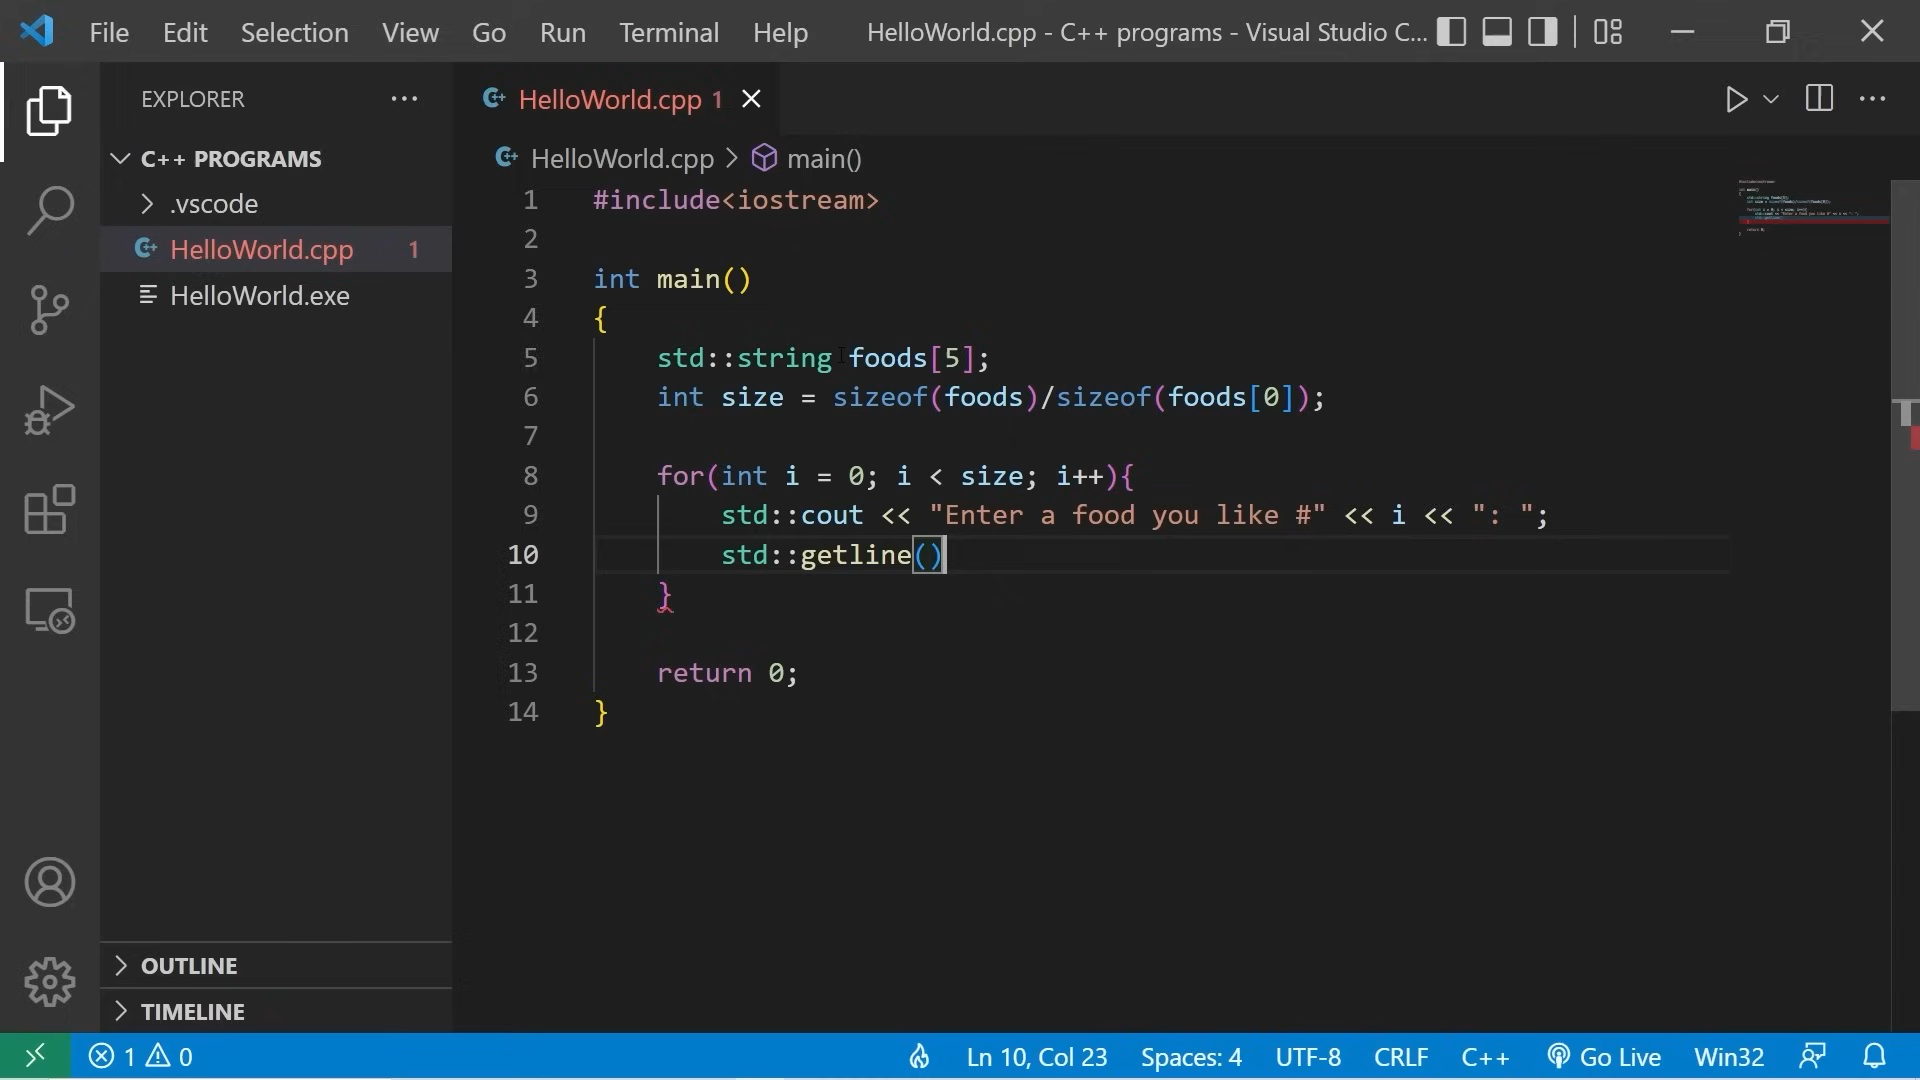 File Edit Selection View Go Run Terminal Help HelloWorld.cpp - C++ programs - Visual Studio C...
EXPLORER
HelloWorld.cpp 1
C++ PROGRAMS
HelloWorld.cpp > main()
.vscode
HelloWorld.cpp 1
HelloWorld.exe
1 #include<iostream>
2
3 int main()
4 {
5 std::string foods[5];
6 int size = sizeof(foods)/sizeof(foods[0]);
7
8 for(int i = 0; i < size; i++){
9 std::cout << "Enter a food you like #" << i << ": ";
10 std::getline()
11 }
12
13 return 0;
14 }
OUTLINE
TIMELINE
1 0 Ln 10, Col 23 Spaces: 4 UTF-8 CRLF C++ Go Live Win32